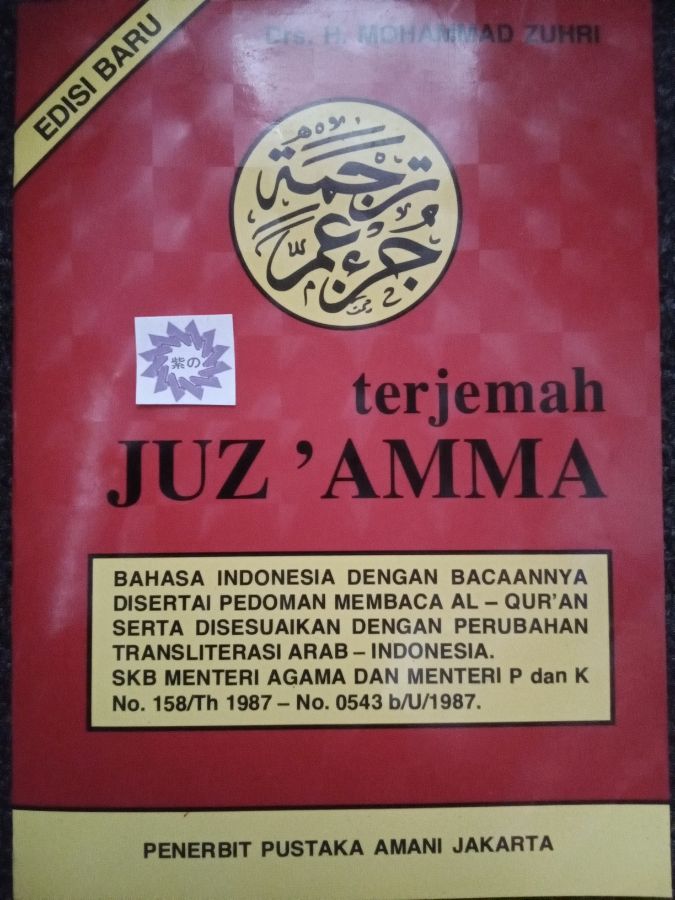 EDISI BARU
Drs. H. MOHAMMAD ZUHRI
ترجمة
جزء عم
紫の
terjemah
JUZ ’AMMA
BAHASA INDONESIA DENGAN BACAANNYA
DISERTAI PEDOMAN MEMBACA AL – QUR’AN
SERTA DISESUAIKAN DENGAN PERUBAHAN
TRANSLITERASI ARAB – INDONESIA.
SKB MENTERI AGAMA DAN MENTERI P dan K
No. 158/Th 1987 – No. 0543 b/U/1987.
PENERBIT PUSTAKA AMANI JAKARTA